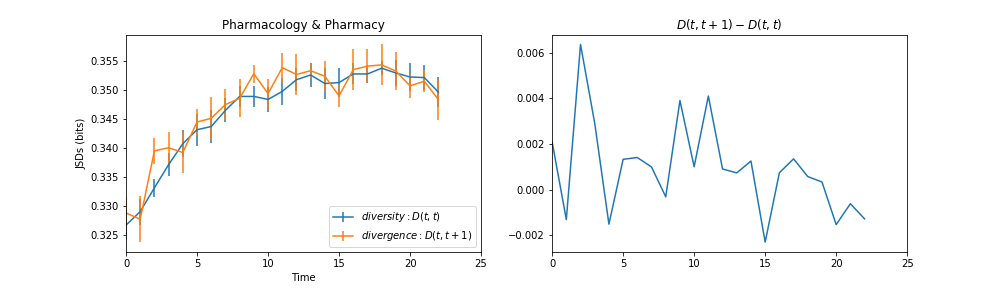 Pharmacology & Pharmacy
JSDs (bits)
0.355
0.350
0.345
0.340
0.335
0.330
0.325
0 5 10 15 20 25
Time
diversity : D(t, t)
divergence : D(t, t + 1)
D(t, t + 1) − D(t, t)
0.006
0.004
0.002
0.000
−0.002
0 5 10 15 20 25